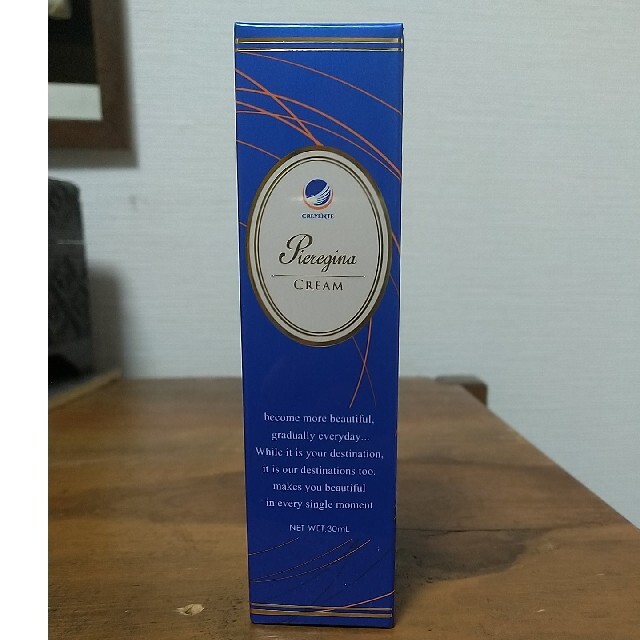 CREYENTE
Pieregina
CREAM
become more beautiful,
gradually everyday...
While it is your destination,
it is our destinations too,
makes you beautiful
in every single moment
NET WET.30mL